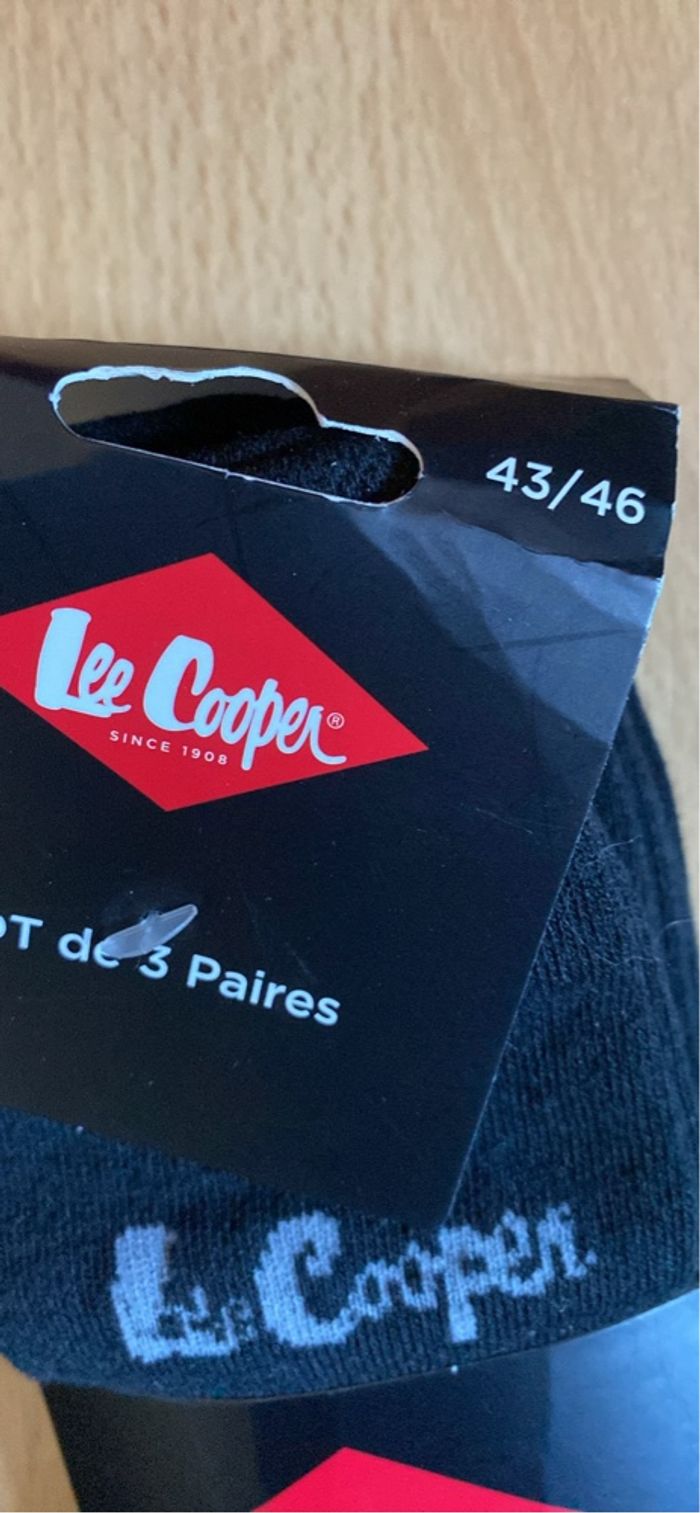 43/46
Lee Cooper®
SINCE 1908
de 3 Paires
Lee Cooper